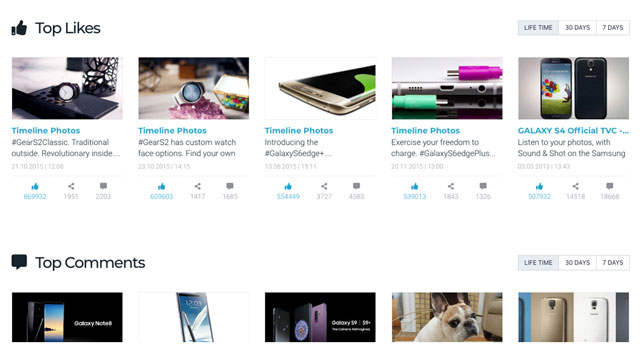 Top Likes
LIFE TIME 30 DAYS 7 DAYS
Timeline Photos
#GearS2Classic. Traditional
outside. Revolutionary inside....
21.10.2015 | 12:08
869932 1951 2203
Timeline Photos
#GearS2 has custom watch
face options. Find your own
23.10.2015 | 14:15
609603 1417 1685
Timeline Photos
Introducing the
#GalaxyS6edge+....
13.08.2015 | 15:11
554449 3727 4583
Timeline Photos
Exercise your freedom to
charge. #GalaxyS6edgePlus...
20.11.2015 | 13:00
539013 1843 1326
GALAXY S4 Official TVC -...
Listen to your photos, with
Sound & Shot on the Samsung
03.05.2013 | 13:43
507932 14518 18668
Top Comments
LIFE TIME 30 DAYS 7 DAYS
Galaxy Note8
Galaxy S9 | S9+
The Camera Reimagined